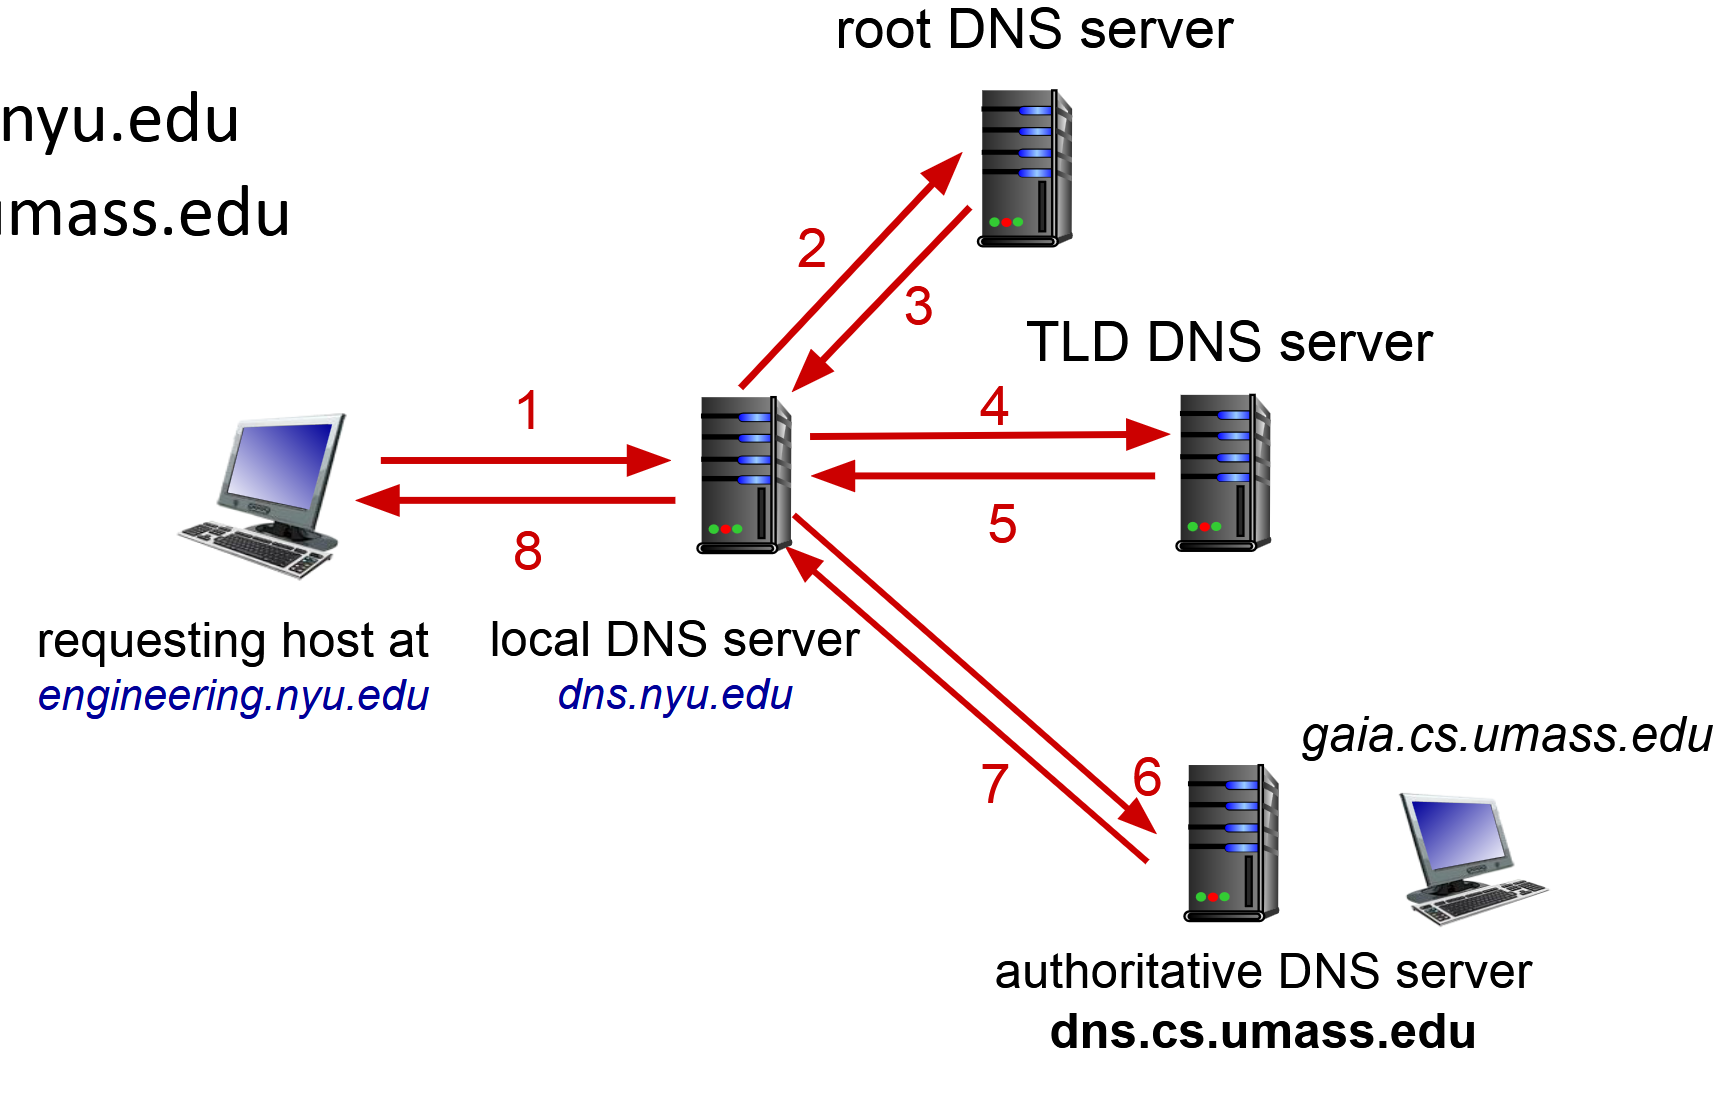 root DNS server
nyu.edu
umass.edu
2
3
TLD DNS server
1
4
8
5
requesting host at
engineering.nyu.edu
local DNS server
dns.nyu.edu
gaia.cs.umass.edu
7
6
authoritative DNS server
dns.cs.umass.edu